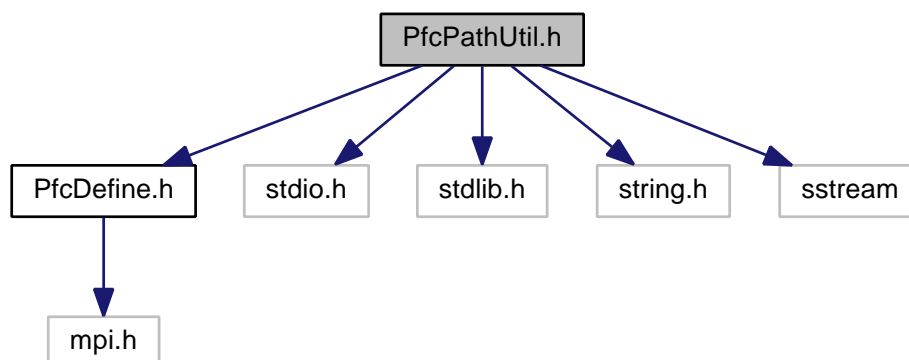 PfcPathUtil.h
PfcDefine.h
stdio.h
stdlib.h
string.h
sstream
mpi.h